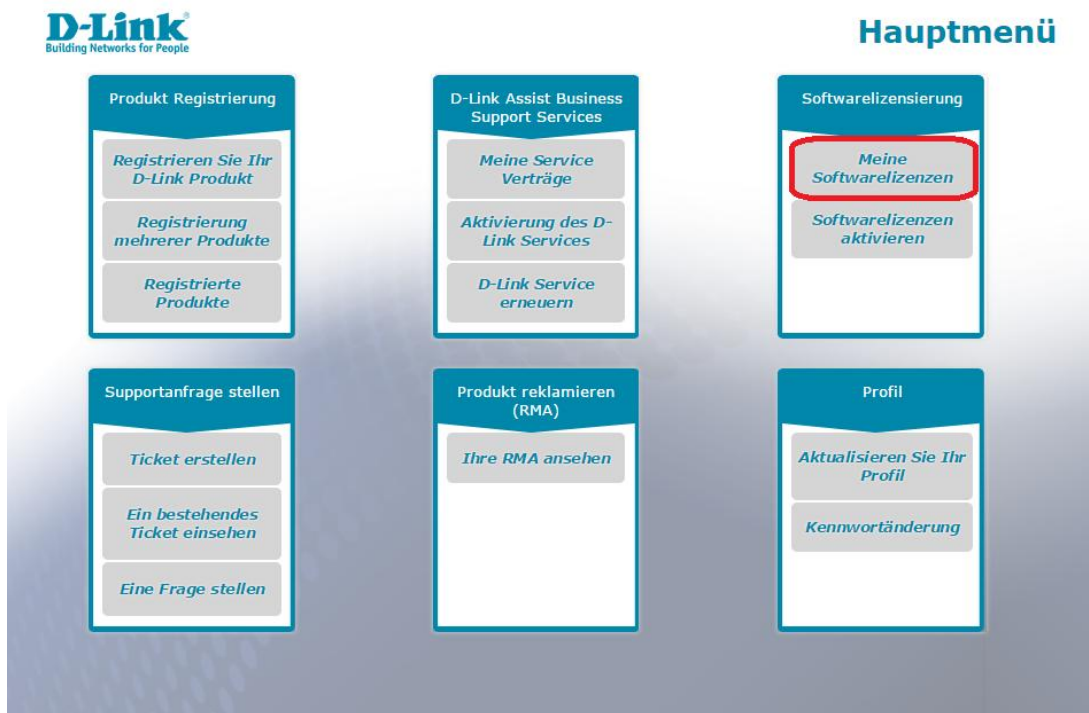 D-Link
Building Networks for People
Hauptmenü
Produkt Registrierung
Registrieren Sie Ihr
D-Link Produkt
Registrierung
mehrerer Produkte
Registrierte
Produkte
D-Link Assist Business
Support Services
Meine Service
Verträge
Aktivierung des D-
Link Services
D-Link Service
erneuern
Softwarelizensierung
Meine
Softwarelizenzen
Softwarelizenzen
aktivieren
Supportanfrage stellen
Ticket erstellen
Ein bestehendes
Ticket einsehen
Eine Frage stellen
Produkt reklamieren
(RMA)
Ihre RMA ansehen
Profil
Aktualisieren Sie Ihr
Profil
Kennwortänderung